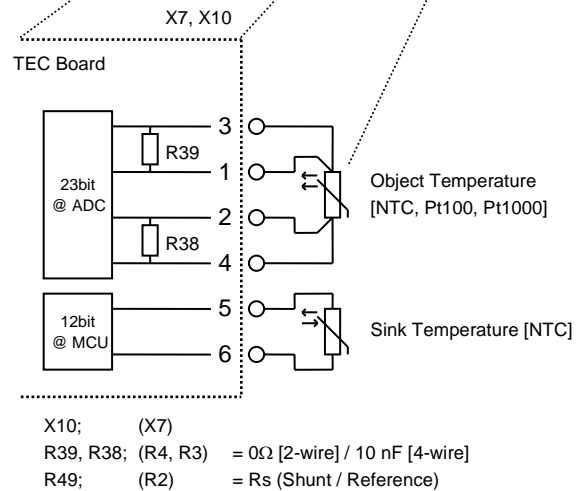 X7, X10
TEC Board
3
R39
1
23bit
@ ADC
Object Temperature
[NTC, Pt100, Pt1000]
2
R38
4
5
12bit
@ MCU
Sink Temperature [NTC]
6
X10; (X7)
R39, R38; (R4, R3) = 0Ω [2-wire] / 10 nF [4-wire]
R49; (R2) = Rs (Shunt / Reference)